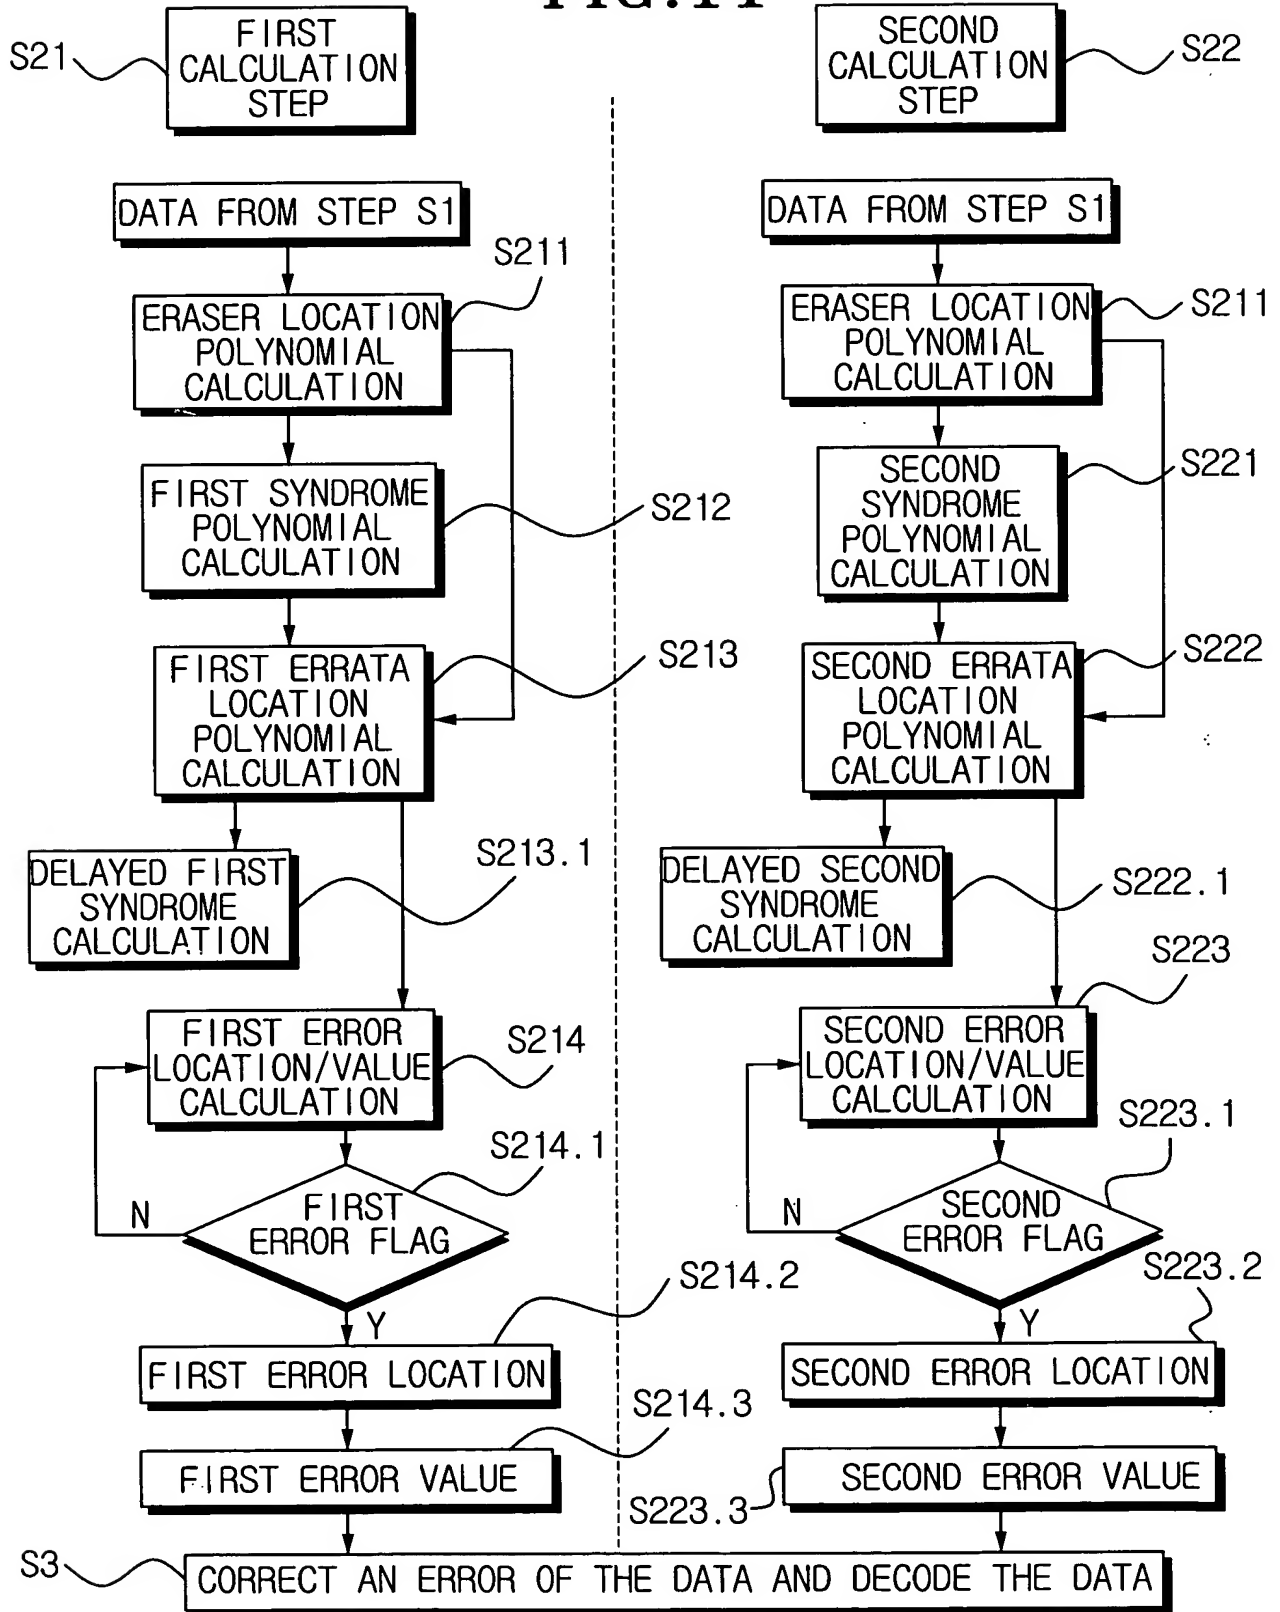 S21
FIRST
CALCULATION
STEP
SECOND
CALCULATION
STEP
S22
DATA FROM STEP S1
S211
ERASER LOCATION
POLYNOMIAL
CALCULATION
FIRST SYNDROME
POLYNOMIAL
CALCULATION
S212
FIRST ERRATA
LOCATION
POLYNOMIAL
CALCULATION
S213
DELAYED FIRST
SYNDROME
CALCULATION
S213.1
FIRST ERROR
LOCATION/VALUE
CALCULATION
S214
FIRST
ERROR FLAG
S214.1
N
Y
S214.2
FIRST ERROR LOCATION
S214.3
FIRST ERROR VALUE
DATA FROM STEP S1
S211
ERASER LOCATION
POLYNOMIAL
CALCULATION
SECOND
SYNDROME
POLYNOMIAL
CALCULATION
S221
SECOND ERRATA
LOCATION
POLYNOMIAL
CALCULATION
S222
DELAYED SECOND
SYNDROME
CALCULATION
S222.1
SECOND ERROR
LOCATION/VALUE
CALCULATION
S223
SECOND
ERROR FLAG
S223.1
N
Y
S223.2
SECOND ERROR LOCATION
SECOND ERROR VALUE
S223.3
S3
CORRECT AN ERROR OF THE DATA AND DECODE THE DATA